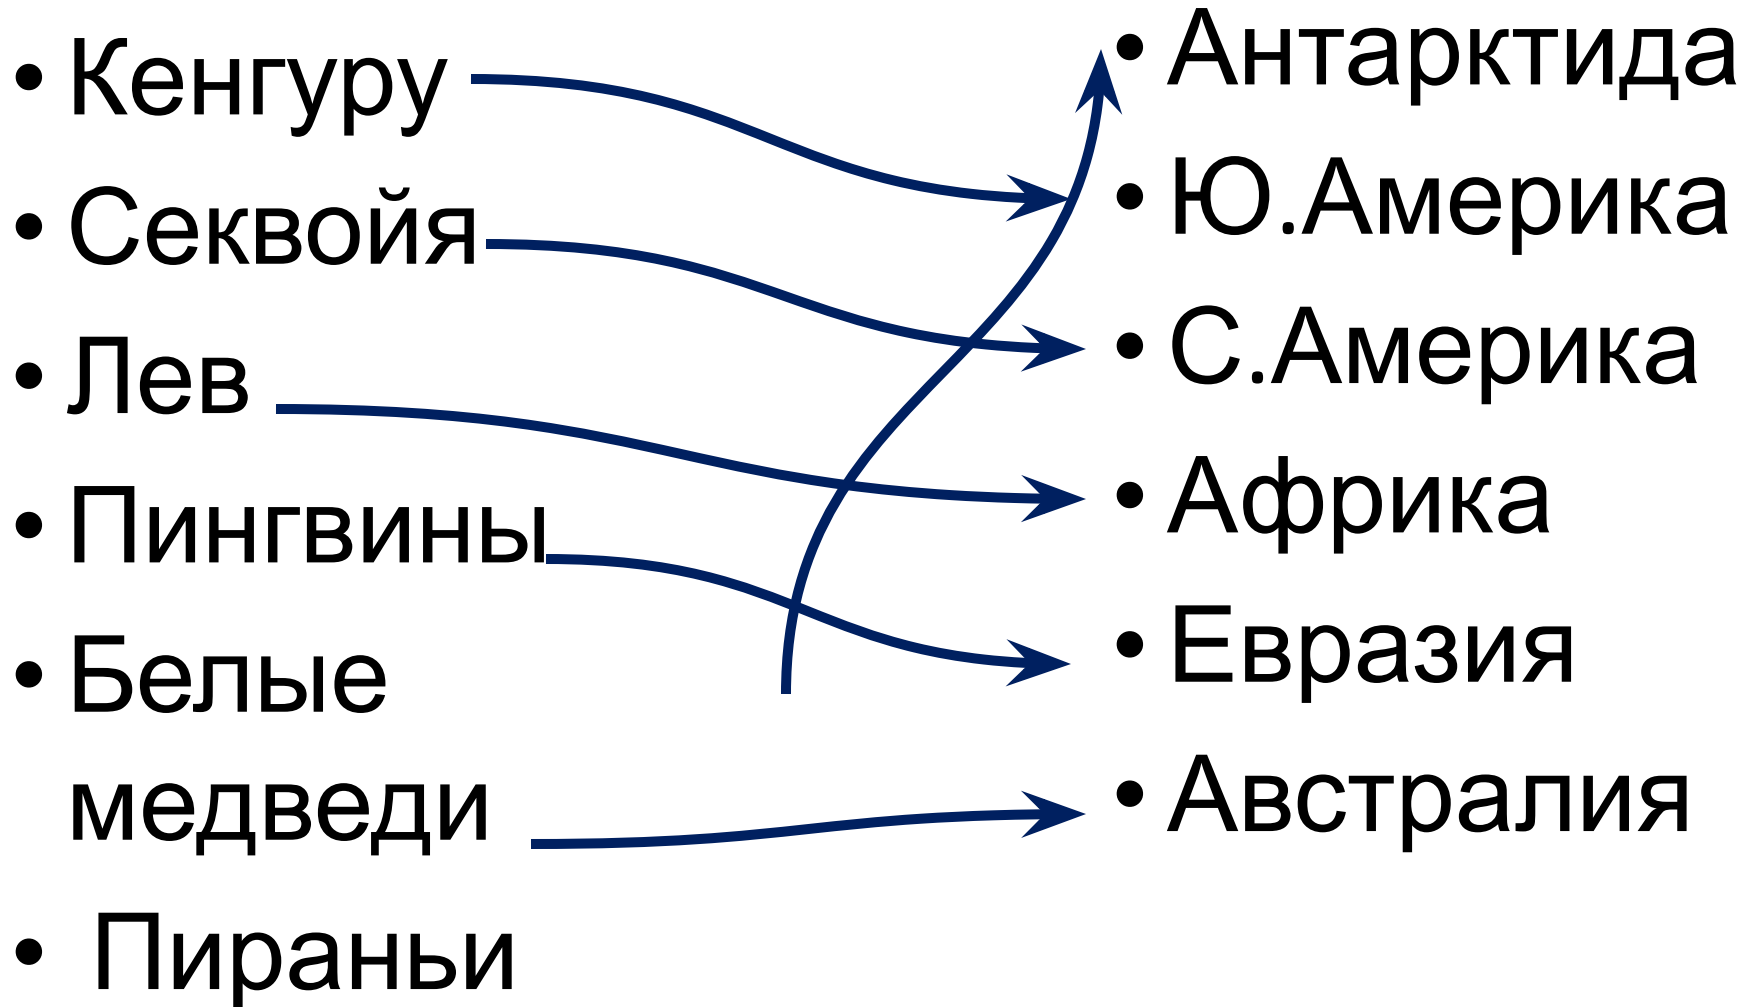 • Кенгуру
• Секвойя
• Лев
• Пингвины
• Белые
медведи
• Пираньи
• Антарктида
• Ю.Америка
• С.Америка
• Африка
• Евразия
• Австралия